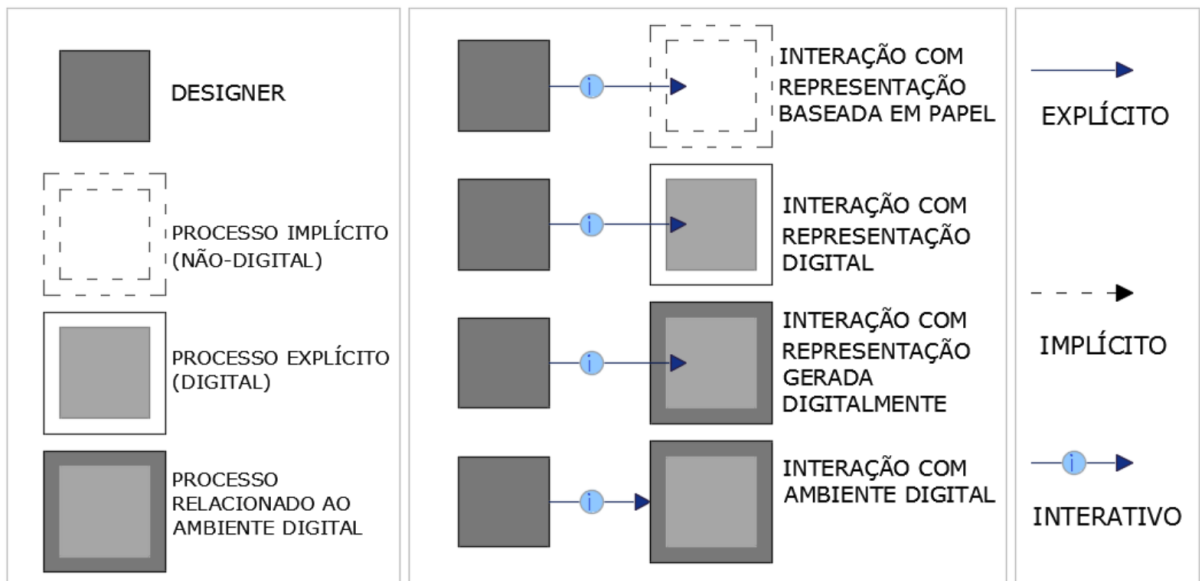 DESIGNER
PROCESSO IMPLÍCITO
(NÃO-DIGITAL)
PROCESSO EXPLÍCITO
(DIGITAL)
PROCESSO
RELACIONADO AO
AMBIENTE DIGITAL
i
INTERAÇÃO COM
REPRESENTAÇÃO
BASEADA EM PAPEL
i
INTERAÇÃO COM
REPRESENTAÇÃO
DIGITAL
i
INTERAÇÃO COM
REPRESENTAÇÃO
GERADA
DIGITALMENTE
i
INTERAÇÃO COM
AMBIENTE DIGITAL
EXPLÍCITO
IMPLÍCITO
i
INTERATIVO